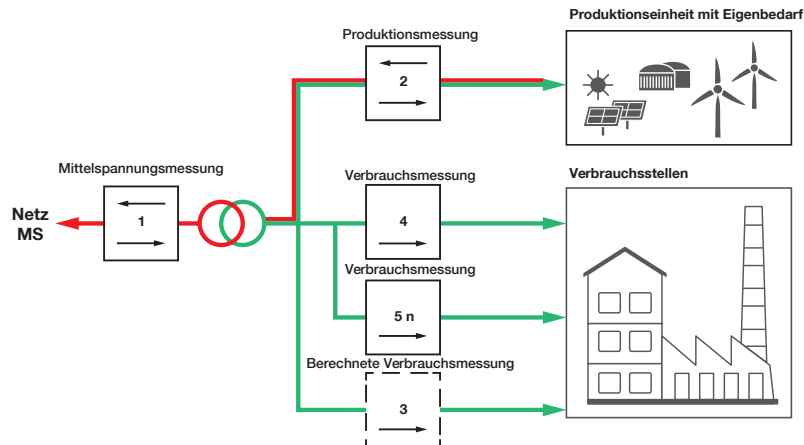 Produktionseinheit mit Eigenbedarf
Produktionsmessung
2
Mittelspannungsmessung
Verbrauchsmessung
Verbrauchsstellen
Netz
MS
1
4
Verbrauchsmessung
5 n
Berechnete Verbrauchsmessung
3